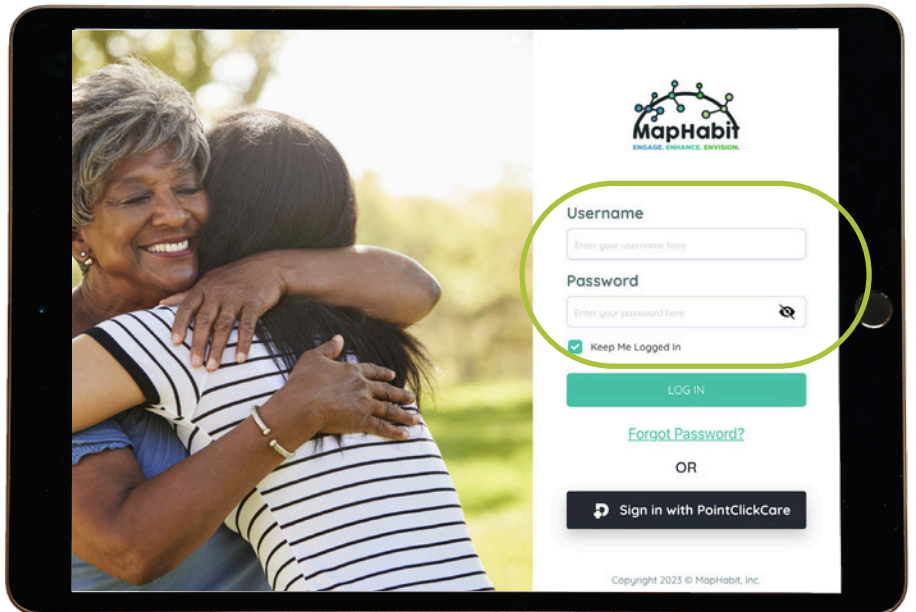 MapHabit
ENGAGE. ENHANCE. ENVISION.
Username
Enter your username here
Password
Enter your password here
Keep Me Logged In
LOG IN
Forgot Password?
OR
Sign in with PointClickCare
Copyright 2023 © MapHabit, Inc.